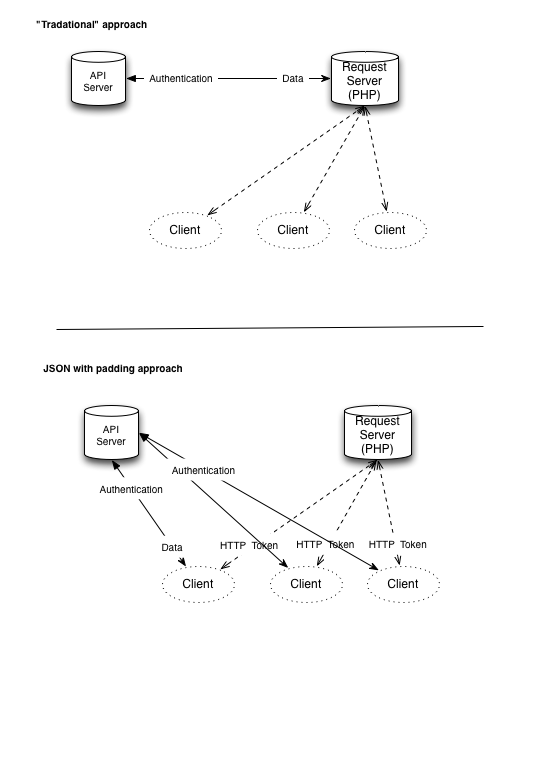 "Tradational" approach
API
Server
Authentication
Data
Request
Server
(PHP)
Client
Client
Client
JSON with padding approach
API
Server
Request
Server
(PHP)
Authentication
Authentication
Data
HTTP Token
HTTP Token
HTTP Token
Client
Client
Client